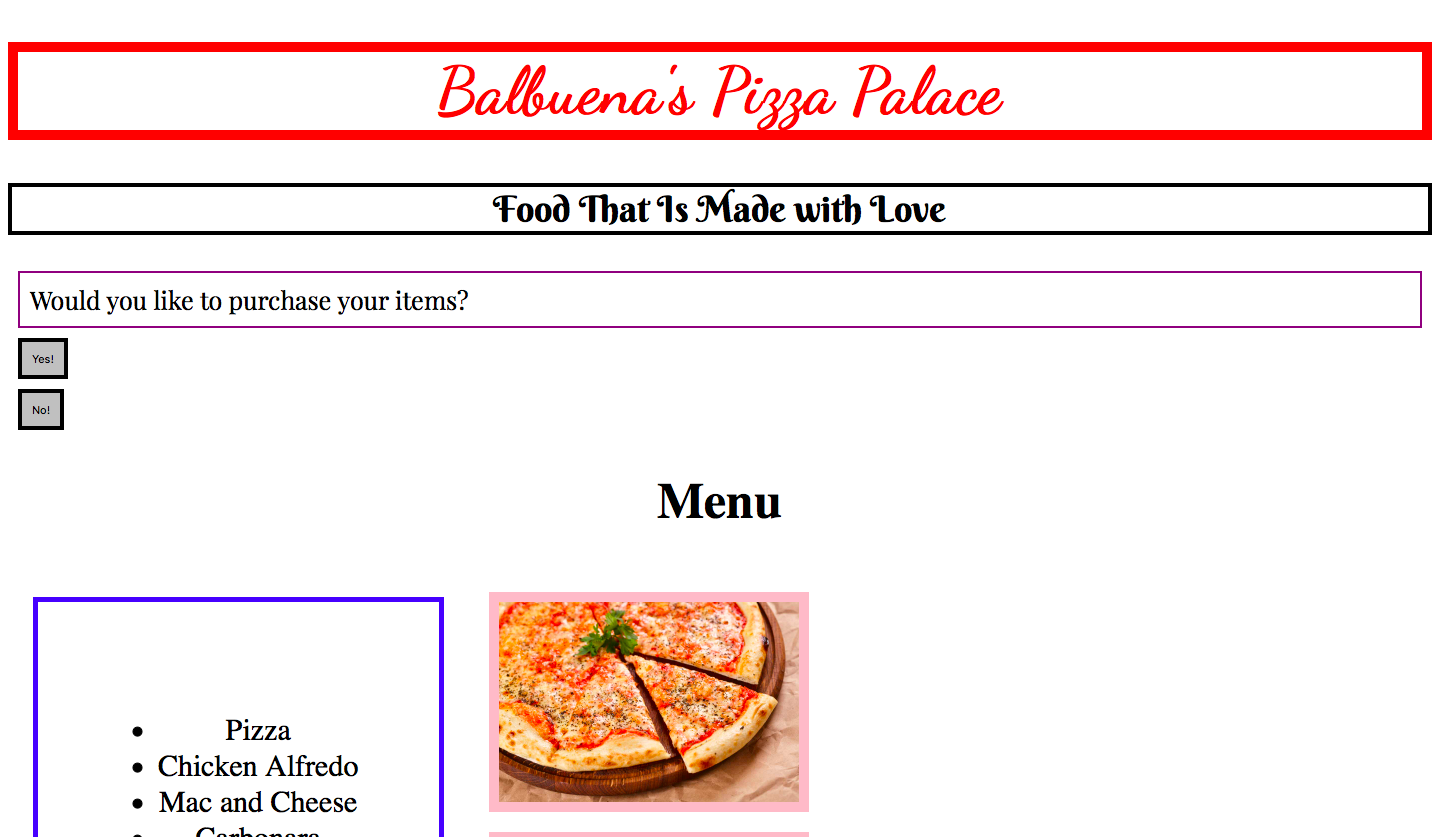 Balbuena's Pizza Palace
Food That Is Made with Love
Would you like to purchase your items?
Yes!
No!
Menu
Pizza
Chicken Alfredo
Mac and Cheese
Carbonara